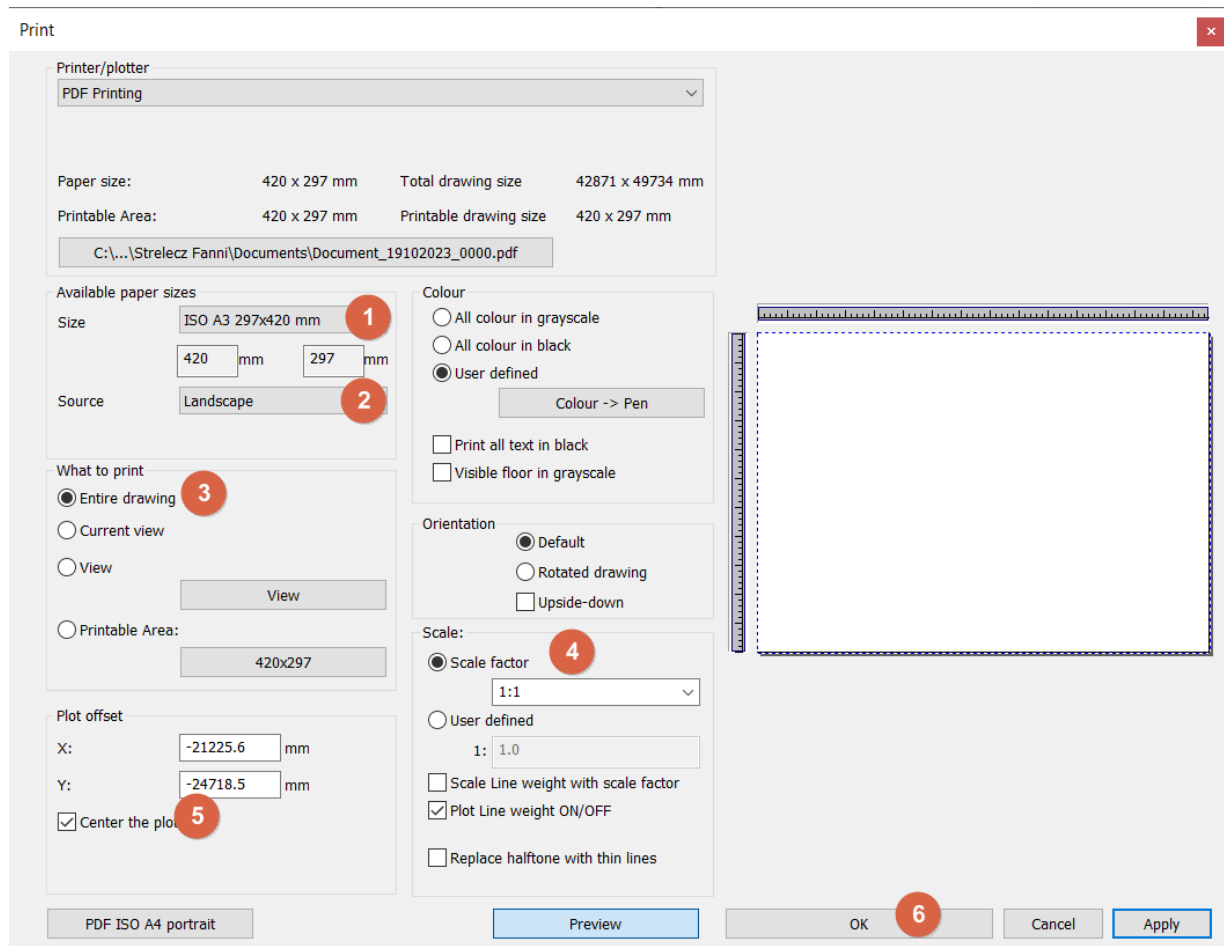 Print
Printer/plotter
PDF Printing
Paper size: 420 x 297 mm Total drawing size 42871 x 49734 mm
Printable Area: 420 x 297 mm Printable drawing size 420 x 297 mm
C:\...\Strelecz Fanni\Documents\Document_19102023_0000.pdf
Available paper sizes
Size ISO A3 297x420 mm 1
420 mm 297 mm
Source Landscape 2
What to print
Entire drawing 3
Current view
View
View
Printable Area:
420x297
Plot offset
X: -21225.6 mm
Y: -24718.5 mm
Center the plot 5
PDF ISO A4 portrait
Colour
All colour in grayscale
All colour in black
User defined
Colour -> Pen
Print all text in black
Visible floor in grayscale
Orientation
Default
Rotated drawing
Upside-down
Scale:
Scale factor 4
1:1
User defined
1: 1.0
Scale Line weight with scale factor
Plot Line weight ON/OFF
Replace halftone with thin lines
Preview
OK 6
Cancel
Apply